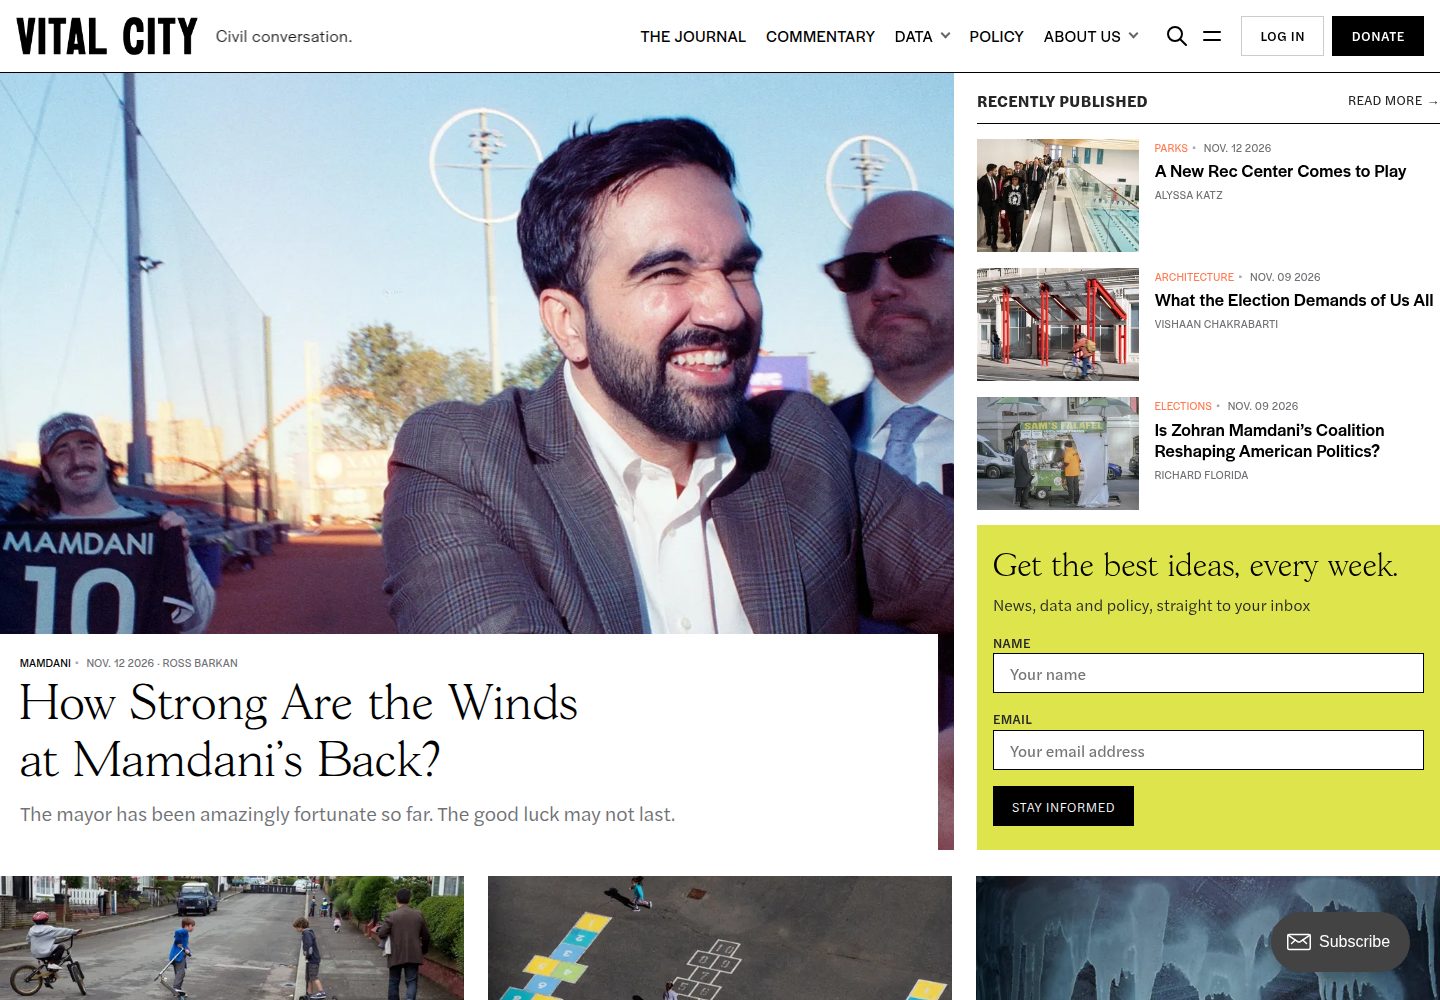 VITAL CITY
Civil conversation.
THE JOURNAL
COMMENTARY
DATA
POLICY
ABOUT US
LOG IN
DONATE
MAMDANI
10
MAMDANI • NOV. 12 2026 · ROSS BARKAN
How Strong Are the Winds
at Mamdani’s Back?
The mayor has been amazingly fortunate so far. The good luck may not last.
RECENTLY PUBLISHED
READ MORE →
PARKS • NOV. 12 2026
A New Rec Center Comes to Play
ALYSSA KATZ
ARCHITECTURE • NOV. 09 2026
What the Election Demands of Us All
VISHAAN CHAKRABARTI
SAM'S FALAFEL
ELECTIONS • NOV. 09 2026
Is Zohran Mamdani’s Coalition
Reshaping American Politics?
RICHARD FLORIDA
Get the best ideas, every week.
News, data and policy, straight to your inbox
NAME
Your name
EMAIL
Your email address
STAY INFORMED
Subscribe